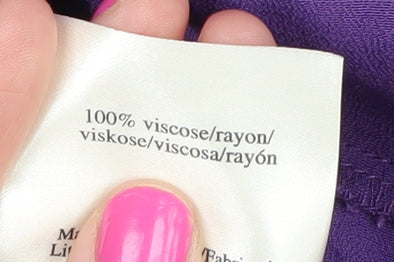 100% viscose/rayon/
viskose/viscosa/rayón